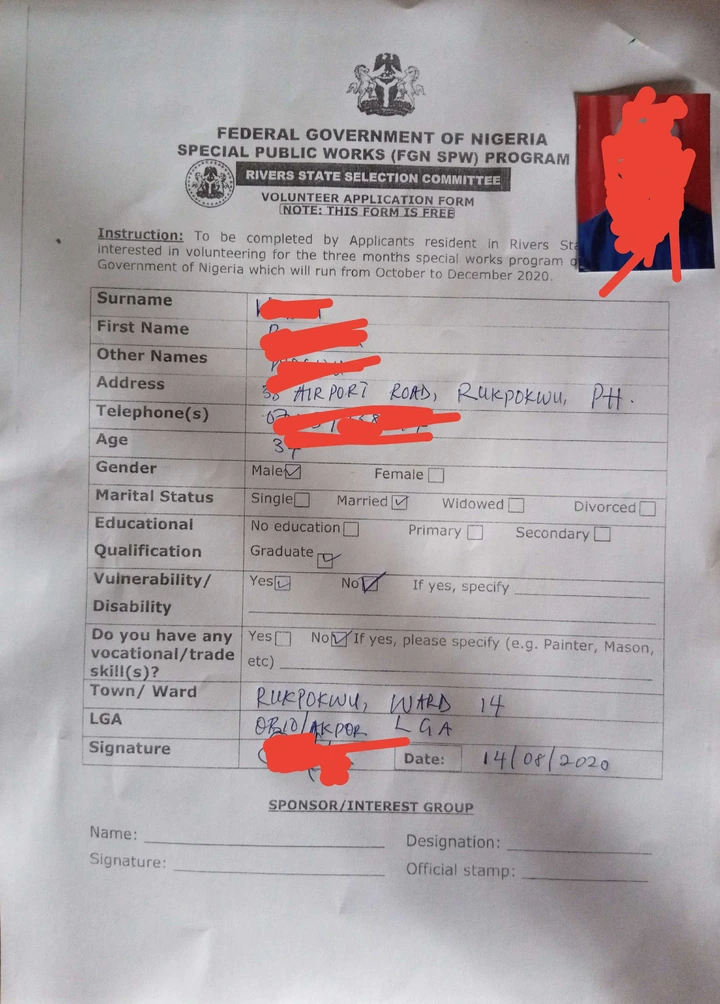 FEDERAL GOVERNMENT OF NIGERIA
SPECIAL PUBLIC WORKS (FGN SPW) PROGRAM
RIVERS STATE SELECTION COMMITTEE
VOLUNTEER APPLICATION FORM
NOTE: THIS FORM IS FREE
Instruction: To be completed by Applicants resident in Rivers
interested in volunteering for the three months special works program
Government of Nigeria which will run from October to December 2020.
Surname
First Name
Other Names
Address AIRPORT ROAD, RUKPOKWU, PH.
Telephone(s)
Age
Gender Male Female
Marital Status Single Married Widowed Divorced
Educational Qualification No education Primary Secondary
Graduate
Vulnerability/ Disability Yes No If yes, specify
Do you have any vocational/trade skill(s)? Yes No If yes, please specify (e.g. Painter, Mason,
etc)
Town/ Ward RUKPOKWU, WARD 14
LGA OBIO/AKPOR LGA
Signature Date: 14/08/2020
SPONSOR/INTEREST GROUP
Name: Designation:
Signature: Official stamp: